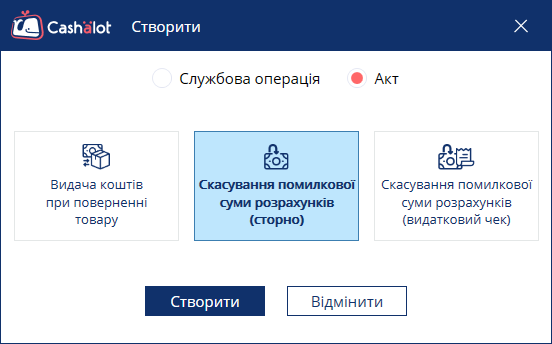 Cashalot Створити
Службова операція Акт
Видача коштів
при поверненні
товару
Скасування помилкової
суми розрахунків
(сторно)
Скасування помилкової
суми розрахунків
(видатковий чек)
Створити Відмінити